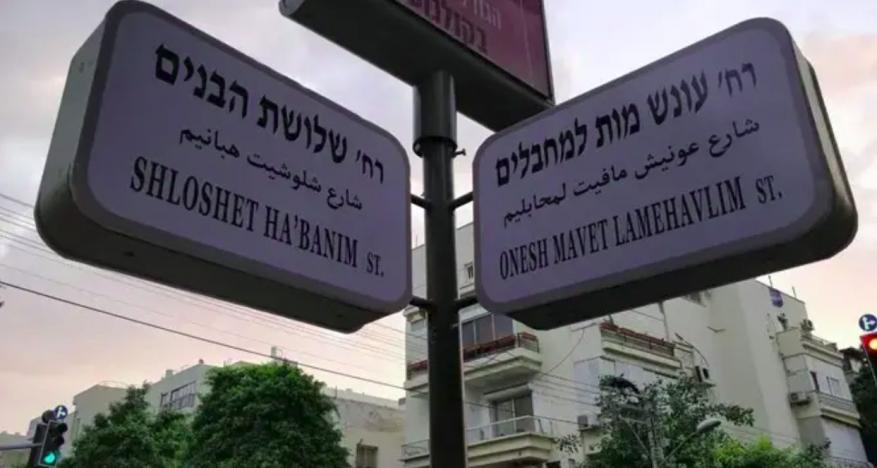 בקולנוע
רח' שלושת הבנים
شارع شلوشيت هبانيم
SHLOSHET HA'BANIM ST.
רח' עונש מות למחבלים
شارع عونيش مافيت لمحابليم
ONESH MAVET LAMEHAVLIM ST.